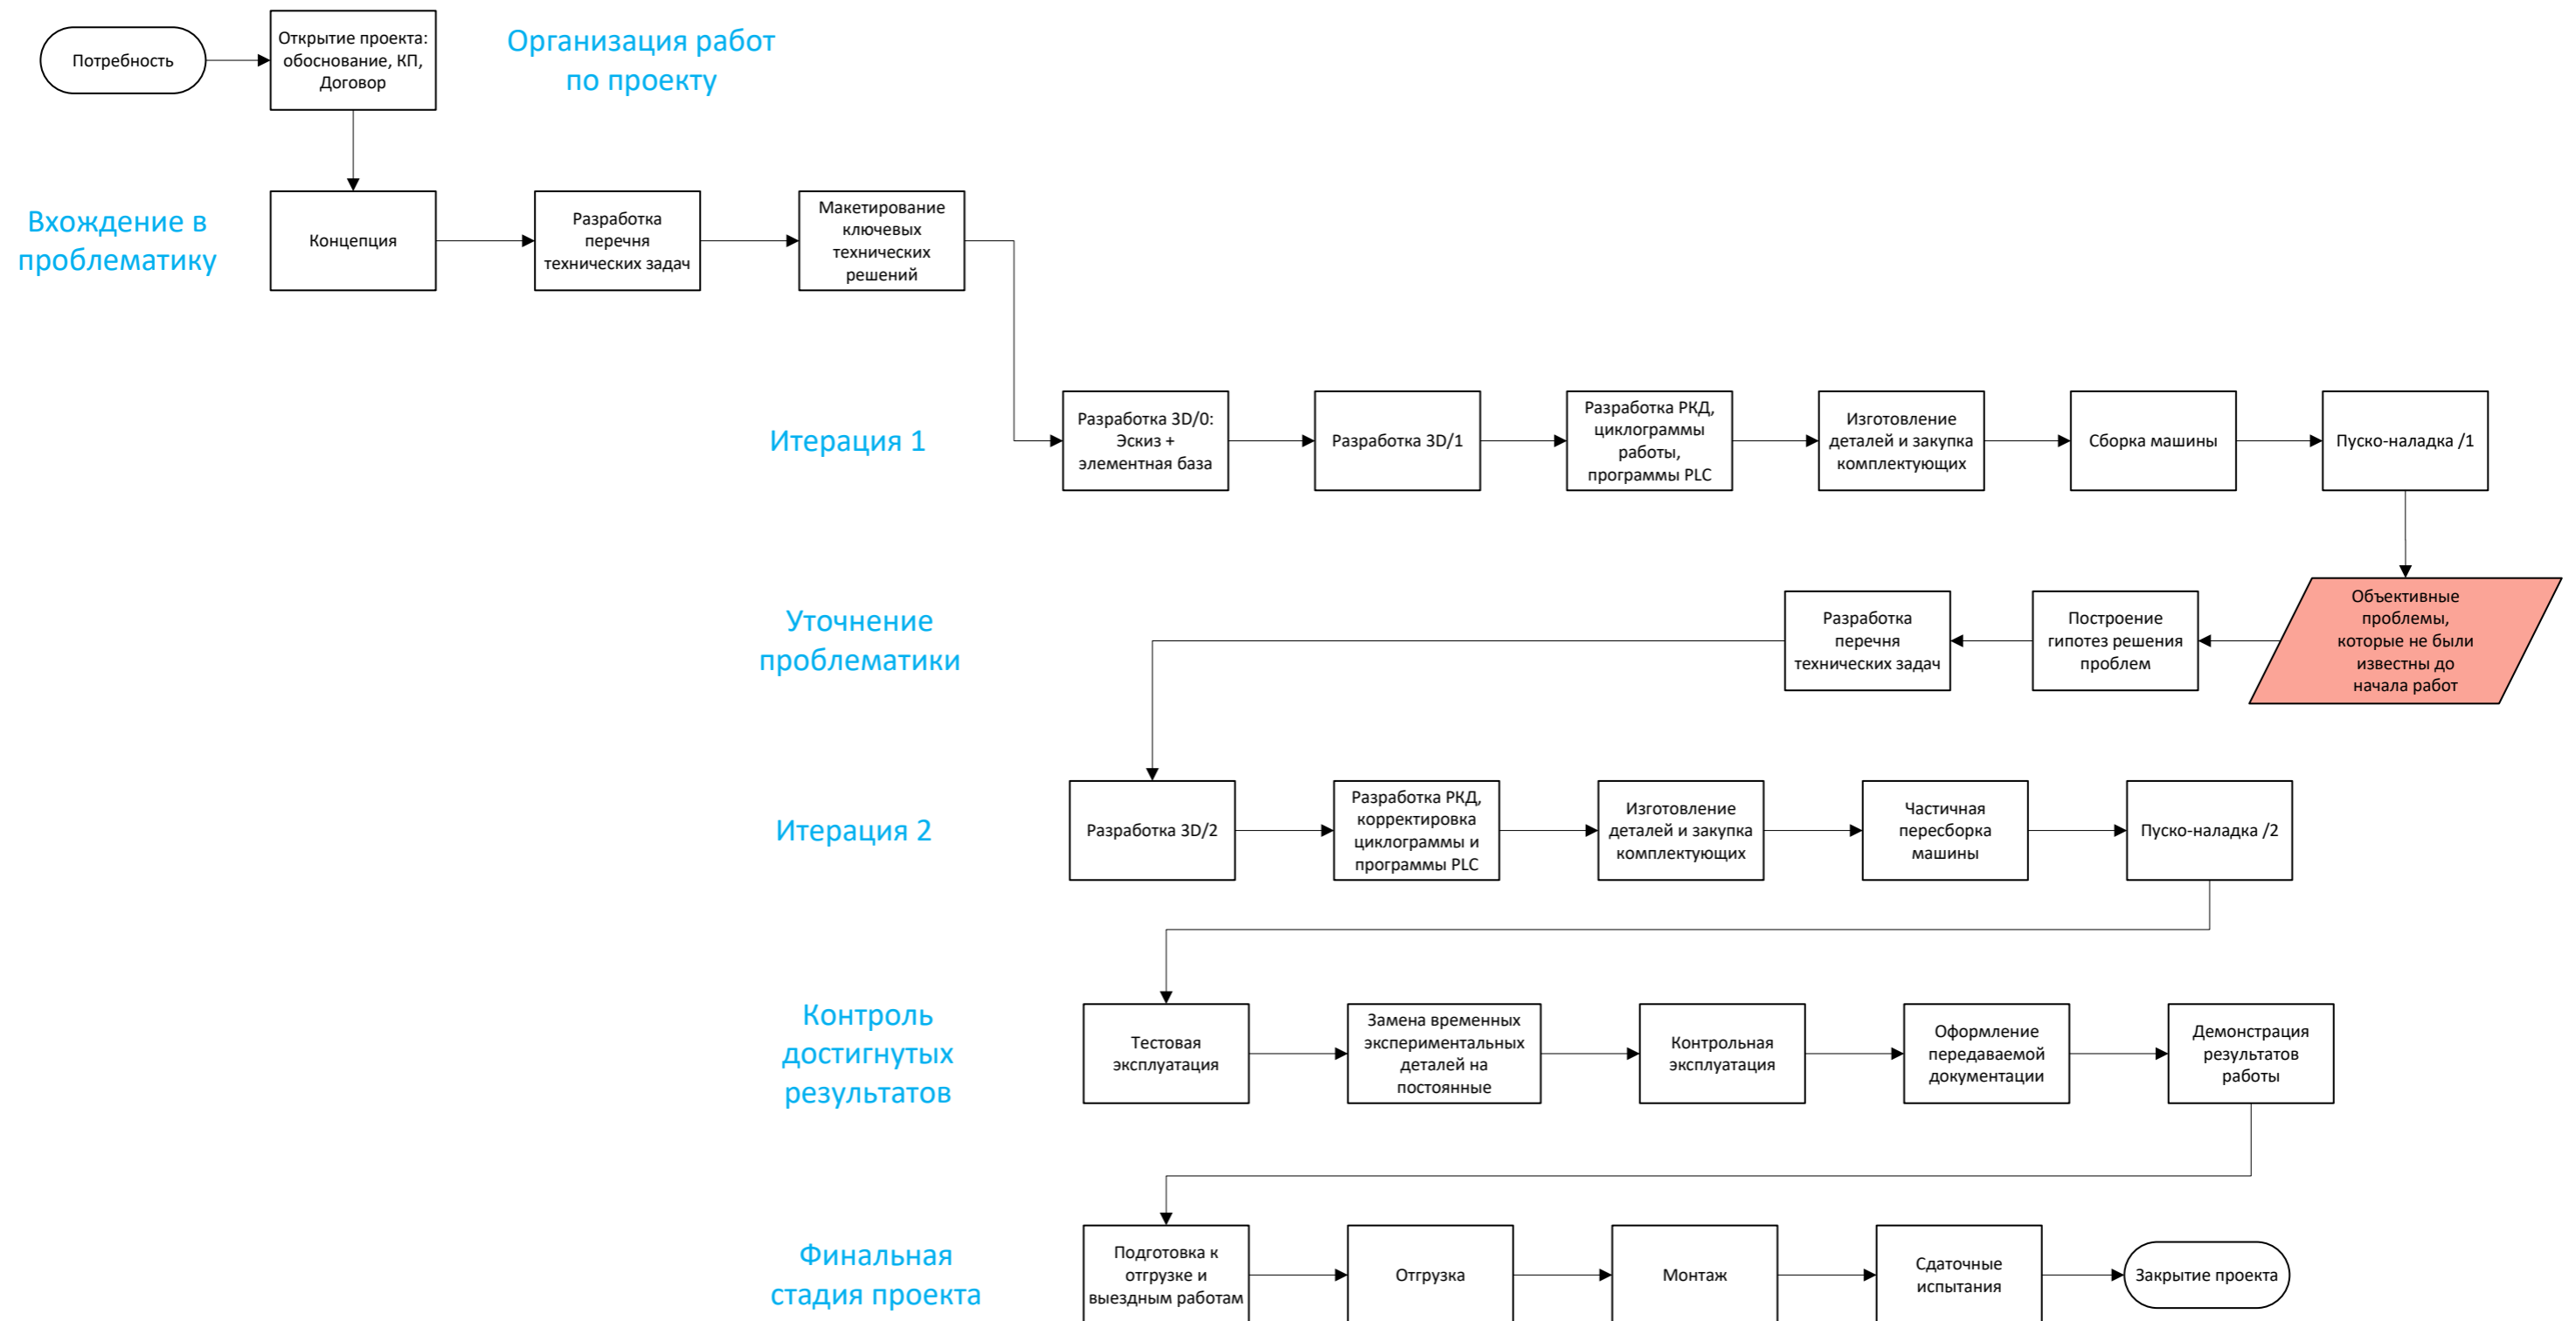 Потребность
Открытие проекта:
обоснование, КП,
Договор
Организация работ
по проекту
Вхождение в
проблематику
Концепция
Разработка
перечня
технических задач
Макетирование
ключевых
технических
решений
Итерация 1
Разработка 3D/0:
Эскиз +
элементная база
Разработка 3D/1
Разработка РКД,
циклограммы
работы,
программы PLC
Изготовление
деталей и закупка
комплектующих
Сборка машины
Пуско-наладка /1
Уточнение
проблематики
Разработка
перечня
технических задач
Построение
гипотез решения
проблем
Объективные
проблемы,
которые не были
известны до
начала работ
Итерация 2
Разработка 3D/2
Разработка РКД,
корректировка
циклограммы и
программы PLC
Изготовление
деталей и закупка
комплектующих
Частичная
пересборка
машины
Пуско-наладка /2
Контроль
достигнутых
результатов
Тестовая
эксплуатация
Замена временных
экспериментальных
деталей на
постоянные
Контрольная
эксплуатация
Оформление
передаваемой
документации
Демонстрация
результатов
работы
Финальная
стадия проекта
Подготовка к
отгрузке и
выездным работам
Отгрузка
Монтаж
Сдаточные
испытания
Закрытие проекта